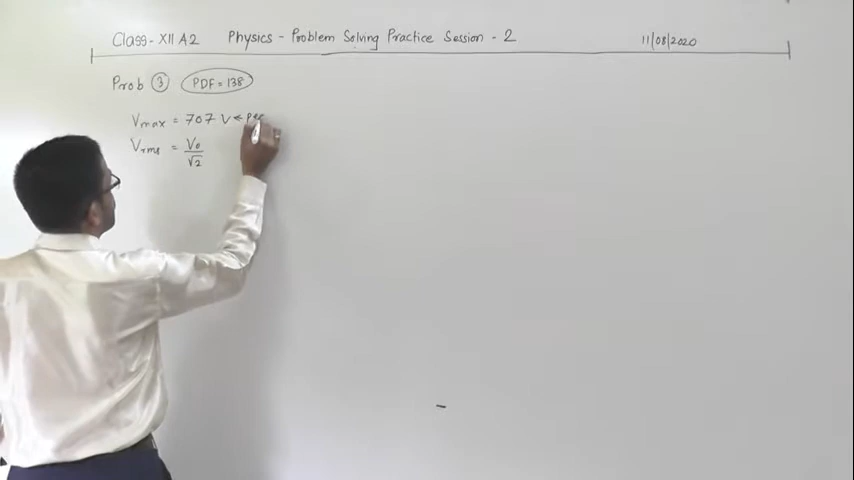 Class-XII A2 Physics - Problem Solving Practice Session - 2 11/08/2020
Prob 3 PDF = 138
Vmax = 707 V ←
Vrms = V0/√2